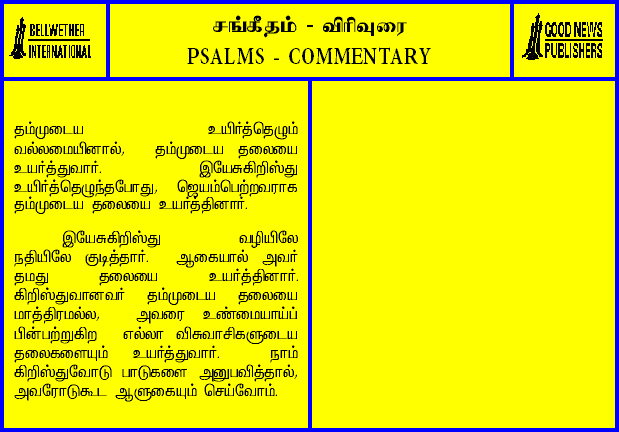 BELLWETHER
INTERNATIONAL
சங்கீதம் - விரிவுரை
PSALMS - COMMENTARY
GOOD NEWS
PUBLISHERS
தம்முடைய உயிர்த்தெழும்
வல்லமையினால், தம்முடைய தலையை
உயர்த்துவார். இயேசுகிறிஸ்து
உயிர்த்தெழுந்தபோது, ஜெயம்பெற்றவராக
தம்முடைய தலையை உயர்த்தினார்.
இயேசுகிறிஸ்து வழியிலே
நதியிலே குடித்தார். ஆகையால் அவர்
தமது தலையை உயர்த்தினார்.
கிறிஸ்துவானவர் தம்முடைய தலையை
மாத்திரமல்ல, அவரை உண்மையாய்ப்
பின்பற்றுகிற எல்லா விசுவாசிகளுடைய
தலைகளையும் உயர்த்துவார். நாம்
கிறிஸ்துவோடு பாடுகளை அனுபவித்தால்,
அவரோடுகூட ஆளுகையும் செய்வோம்.